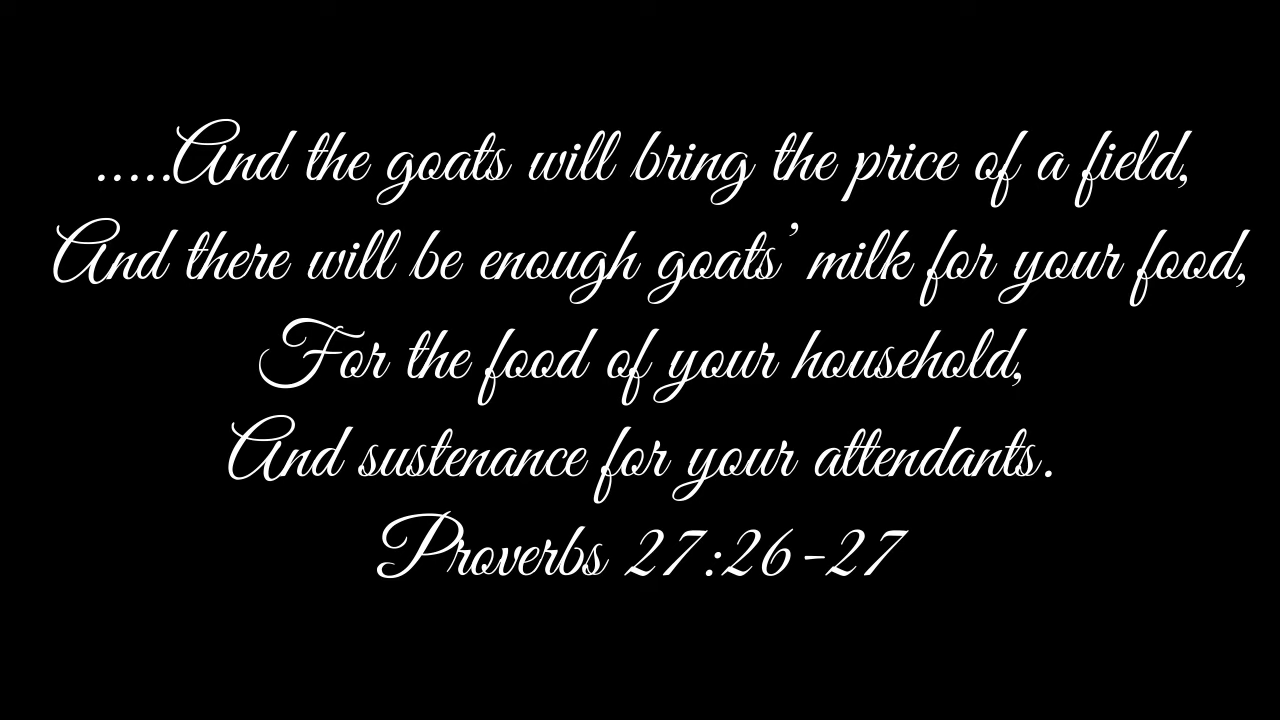 .....And the goats will bring the price of a field,
And there will be enough goats’ milk for your food,
For the food of your household,
And sustenance for your attendants.
Proverbs 27:26-27